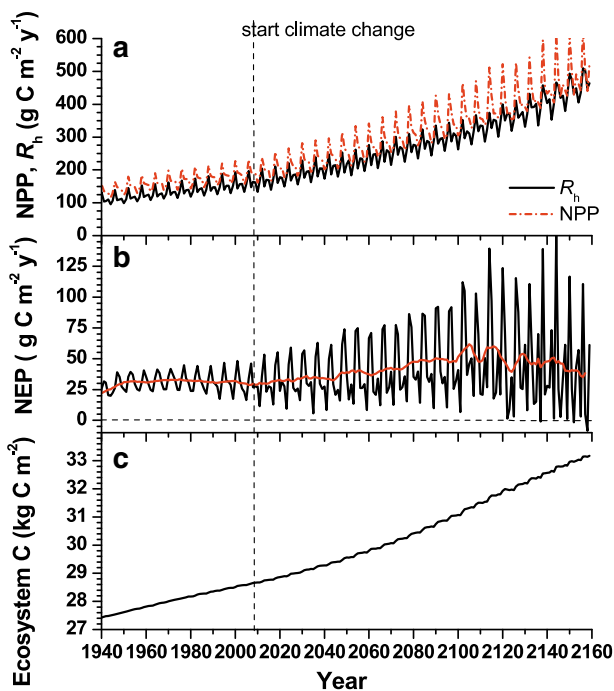 start climate change
a
NPP, Rh (g C m-2 y-1)
600
500
400
300
200
100
0
Rh
NPP
b
NEP ( g C m-2 y-1)
125
100
75
50
25
0
c
Ecosystem C (kg C m-2)
33
32
31
30
29
28
27
1940 1960 1980 2000 2020 2040 2060 2080 2100 2120 2140 2160
Year